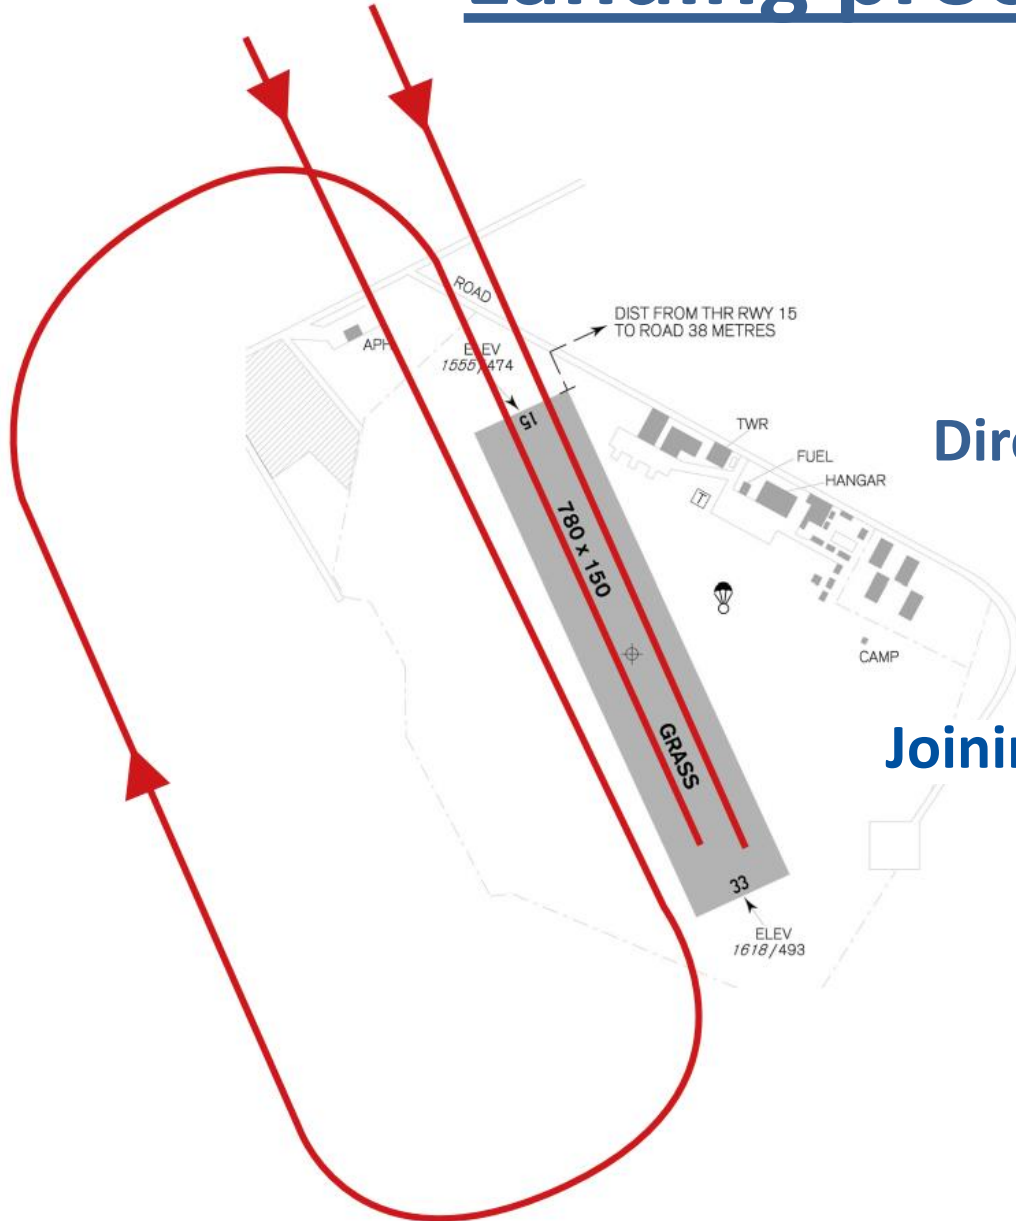 ROAD
DIST FROM THR RWY 15
TO ROAD 38 METRES
ELEV
1555/474
15
TWR
FUEL
HANGAR
T
780 x 150
GRASS
CAMP
33
ELEV
1618/493